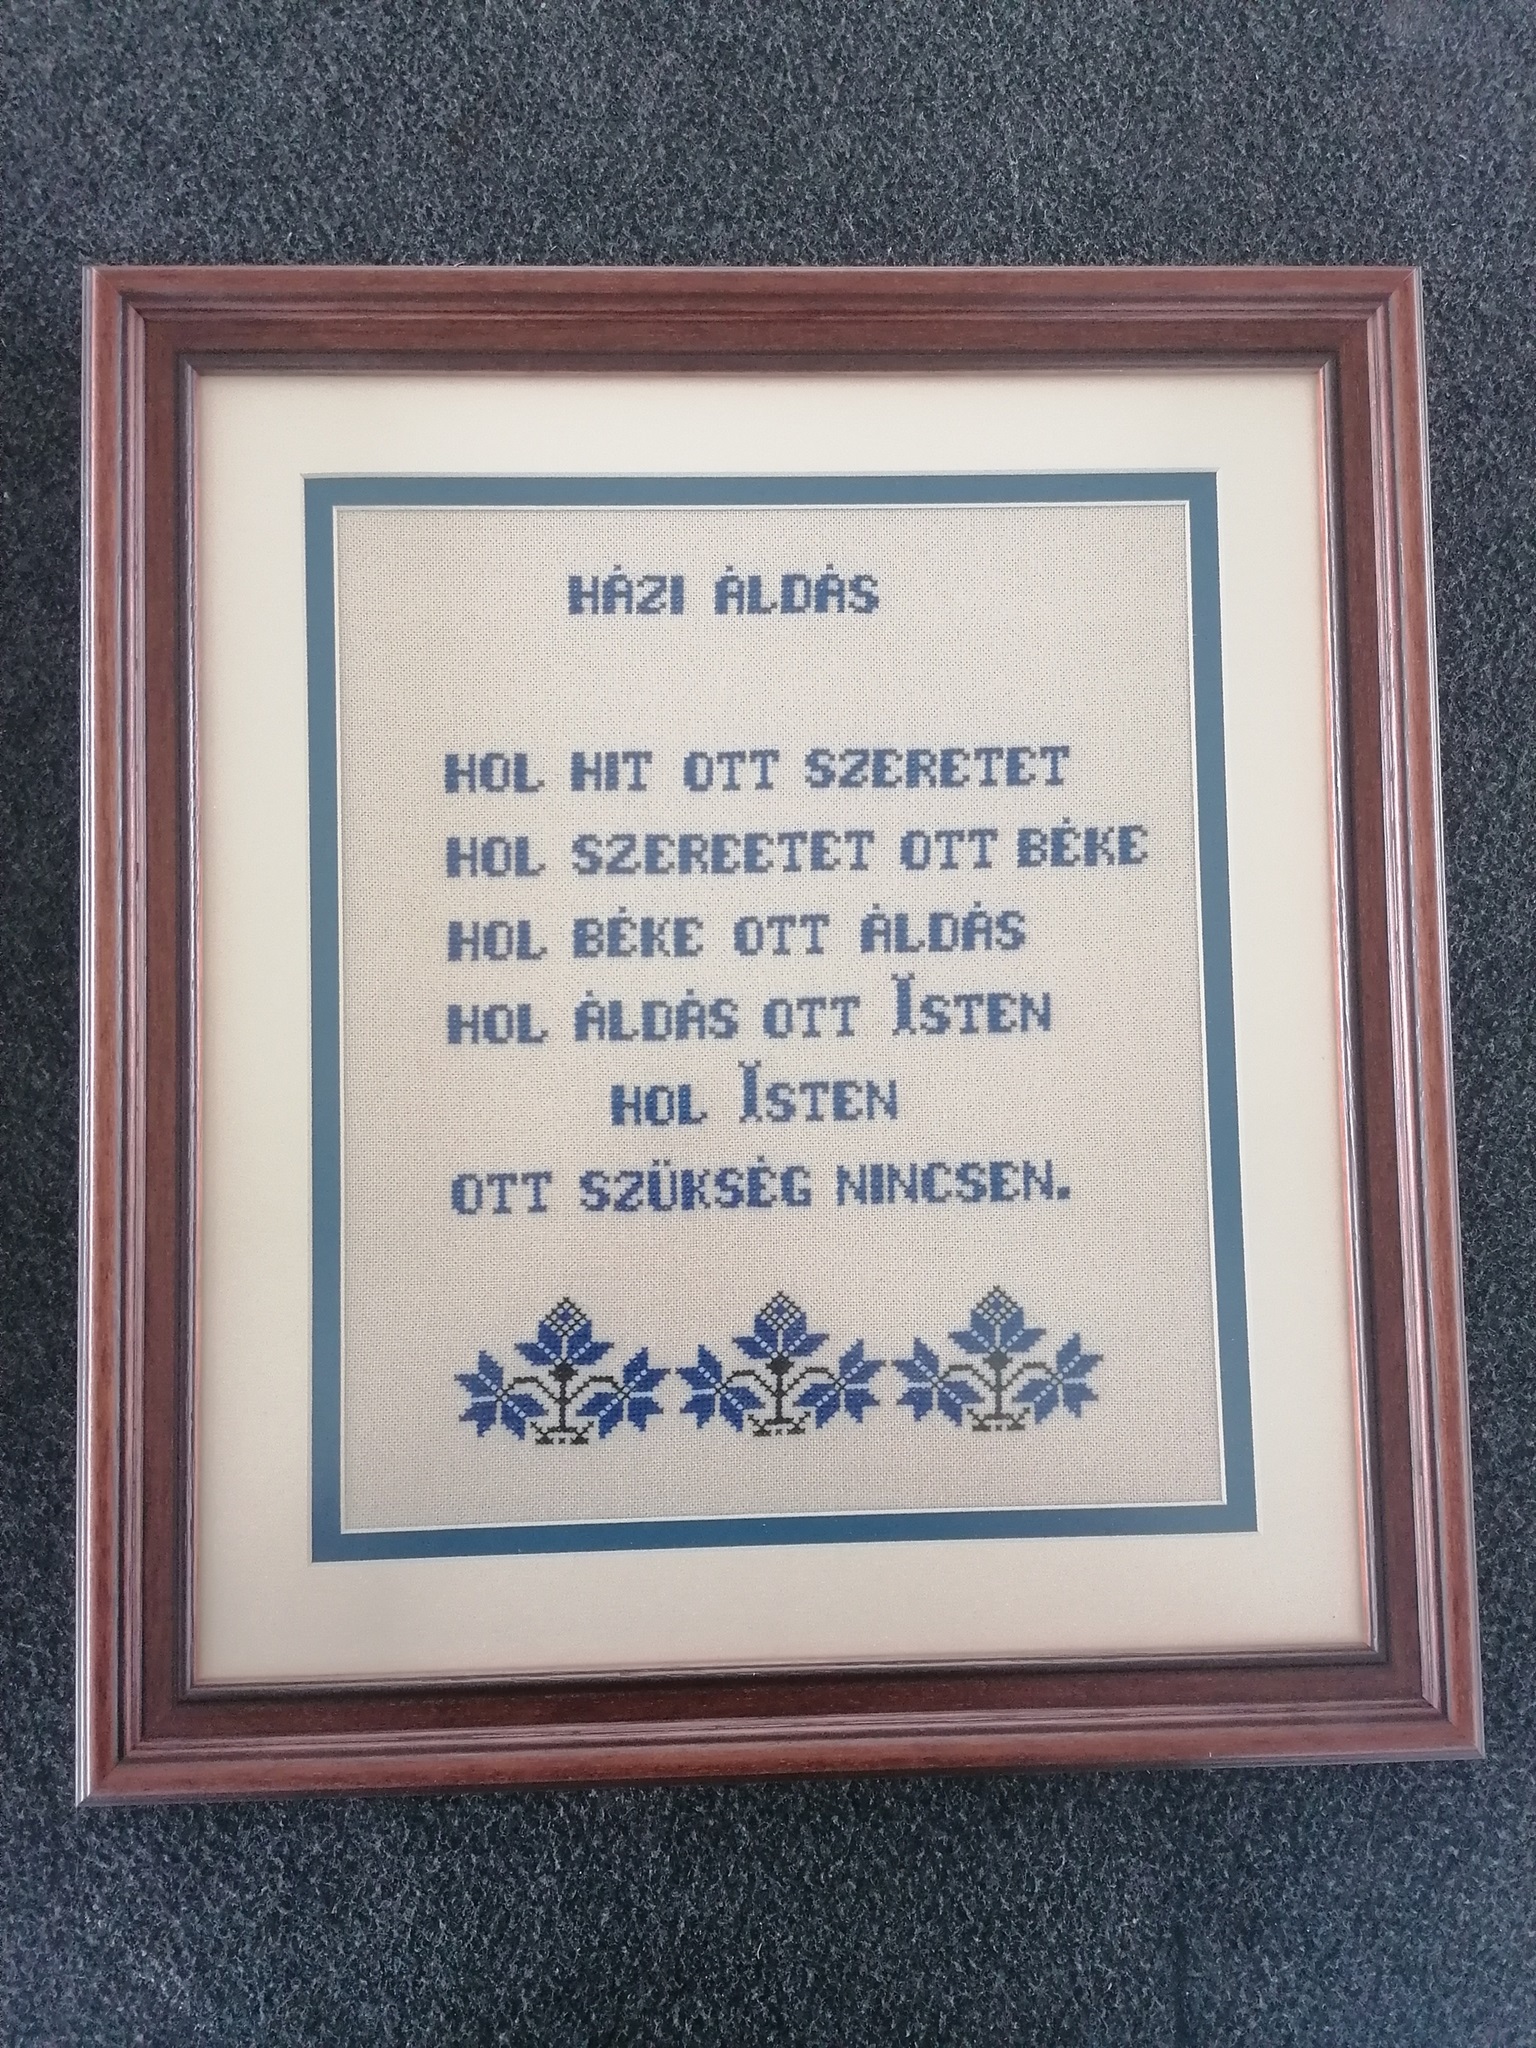 HÁZI ÁLDÁS
HOL HIT OTT SZERETET
HOL SZEREETET OTT BÉKE
HOL BÉKE OTT ÁLDÁS
HOL ÁLDÁS OTT ISTEN
HOL ISTEN
OTT SZÜKSÉG NINCSEN.